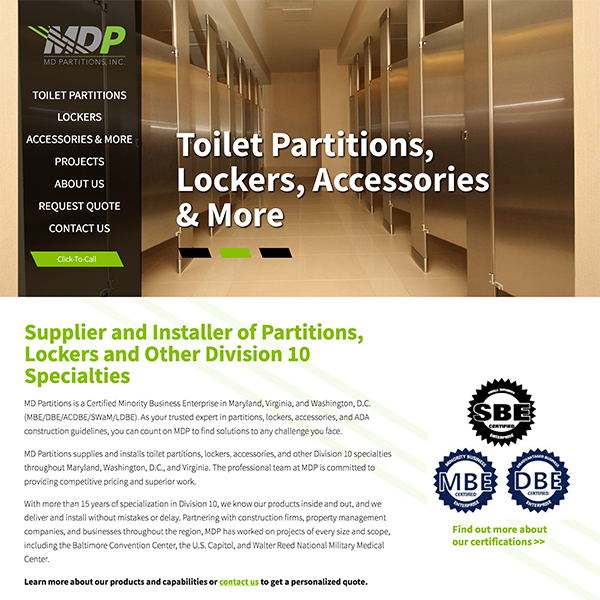 MDP
MD PARTITIONS, INC.
TOILET PARTITIONS
LOCKERS
ACCESSORIES & MORE
PROJECTS
ABOUT US
REQUEST QUOTE
CONTACT US
Click-To-Call
Toilet Partitions,
Lockers, Accessories
& More
Supplier and Installer of Partitions,
Lockers and Other Division 10
Specialties
MD Partitions is a Certified Minority Business Enterprise in Maryland, Virginia, and Washington, D.C.
(MBE/DBE/ACDBE/SWaM/LDBE). As your trusted expert in partitions, lockers, accessories, and ADA
construction guidelines, you can count on MDP to find solutions to any challenge you face.
MD Partitions supplies and installs toilet partitions, lockers, accessories, and other Division 10 specialties
throughout Maryland, Washington, D.C., and Virginia. The professional team at MDP is committed to
providing competitive pricing and superior work.
With more than 15 years of specialization in Division 10, we know our products inside and out, and we
deliver and install without mistakes or delay. Partnering with construction firms, property management
companies, and businesses throughout the region, MDP has worked on projects of every size and scope,
including the Baltimore Convention Center, the U.S. Capitol, and Walter Reed National Military Medical
Center.
Learn more about our products and capabilities or contact us to get a personalized quote.
SBE
CERTIFIED
ENTERPRISE
MINORITY BUSINESS
MBE
CERTIFIED
ENTERPRISE
DBE
CERTIFIED
ENTERPRISE
Find out more about
our certifications >>